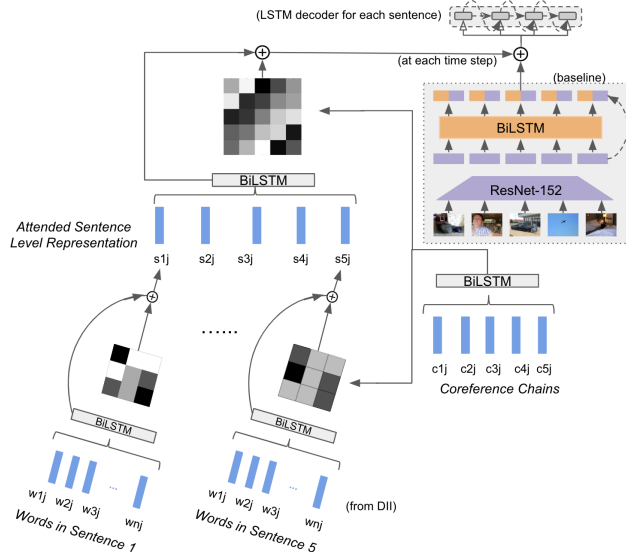 (LSTM decoder for each sentence)
(at each time step)
(baseline)
BiLSTM
ResNet-152
BiLSTM
Attended Sentence
Level Representation
s1j s2j s3j s4j s5j
BiLSTM
c1j c2j c3j c4j c5j
Coreference Chains
......
BiLSTM
w1j w2j w3j ... wnj
Words in Sentence 1
BiLSTM
w1j w2j w3j ... wnj
Words in Sentence 5
(from DII)